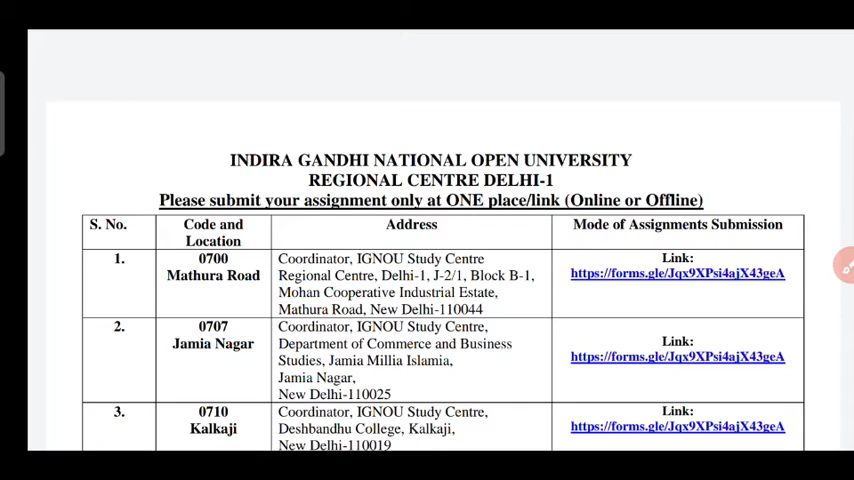 INDIRA GANDHI NATIONAL OPEN UNIVERSITY
REGIONAL CENTRE DELHI-1
Please submit your assignment only at ONE place/link (Online or Offline)
S. No.
Code and
Location
Address
Mode of Assignments Submission
1.
0700
Mathura Road
Coordinator, IGNOU Study Centre
Regional Centre, Delhi-1, J-2/1, Block B-1,
Mohan Cooperative Industrial Estate,
Mathura Road, New Delhi-110044
Link:
https://forms.gle/Jqx9XPsi4ajX43geA
2.
0707
Jamia Nagar
Coordinator, IGNOU Study Centre,
Department of Commerce and Business
Studies, Jamia Millia Islamia,
Jamia Nagar,
New Delhi-110025
Link:
https://forms.gle/Jqx9XPsi4ajX43geA
3.
0710
Kalkaji
Coordinator, IGNOU Study Centre,
Deshbandhu College, Kalkaji,
New Delhi-110019
Link:
https://forms.gle/Jqx9XPsi4ajX43geA